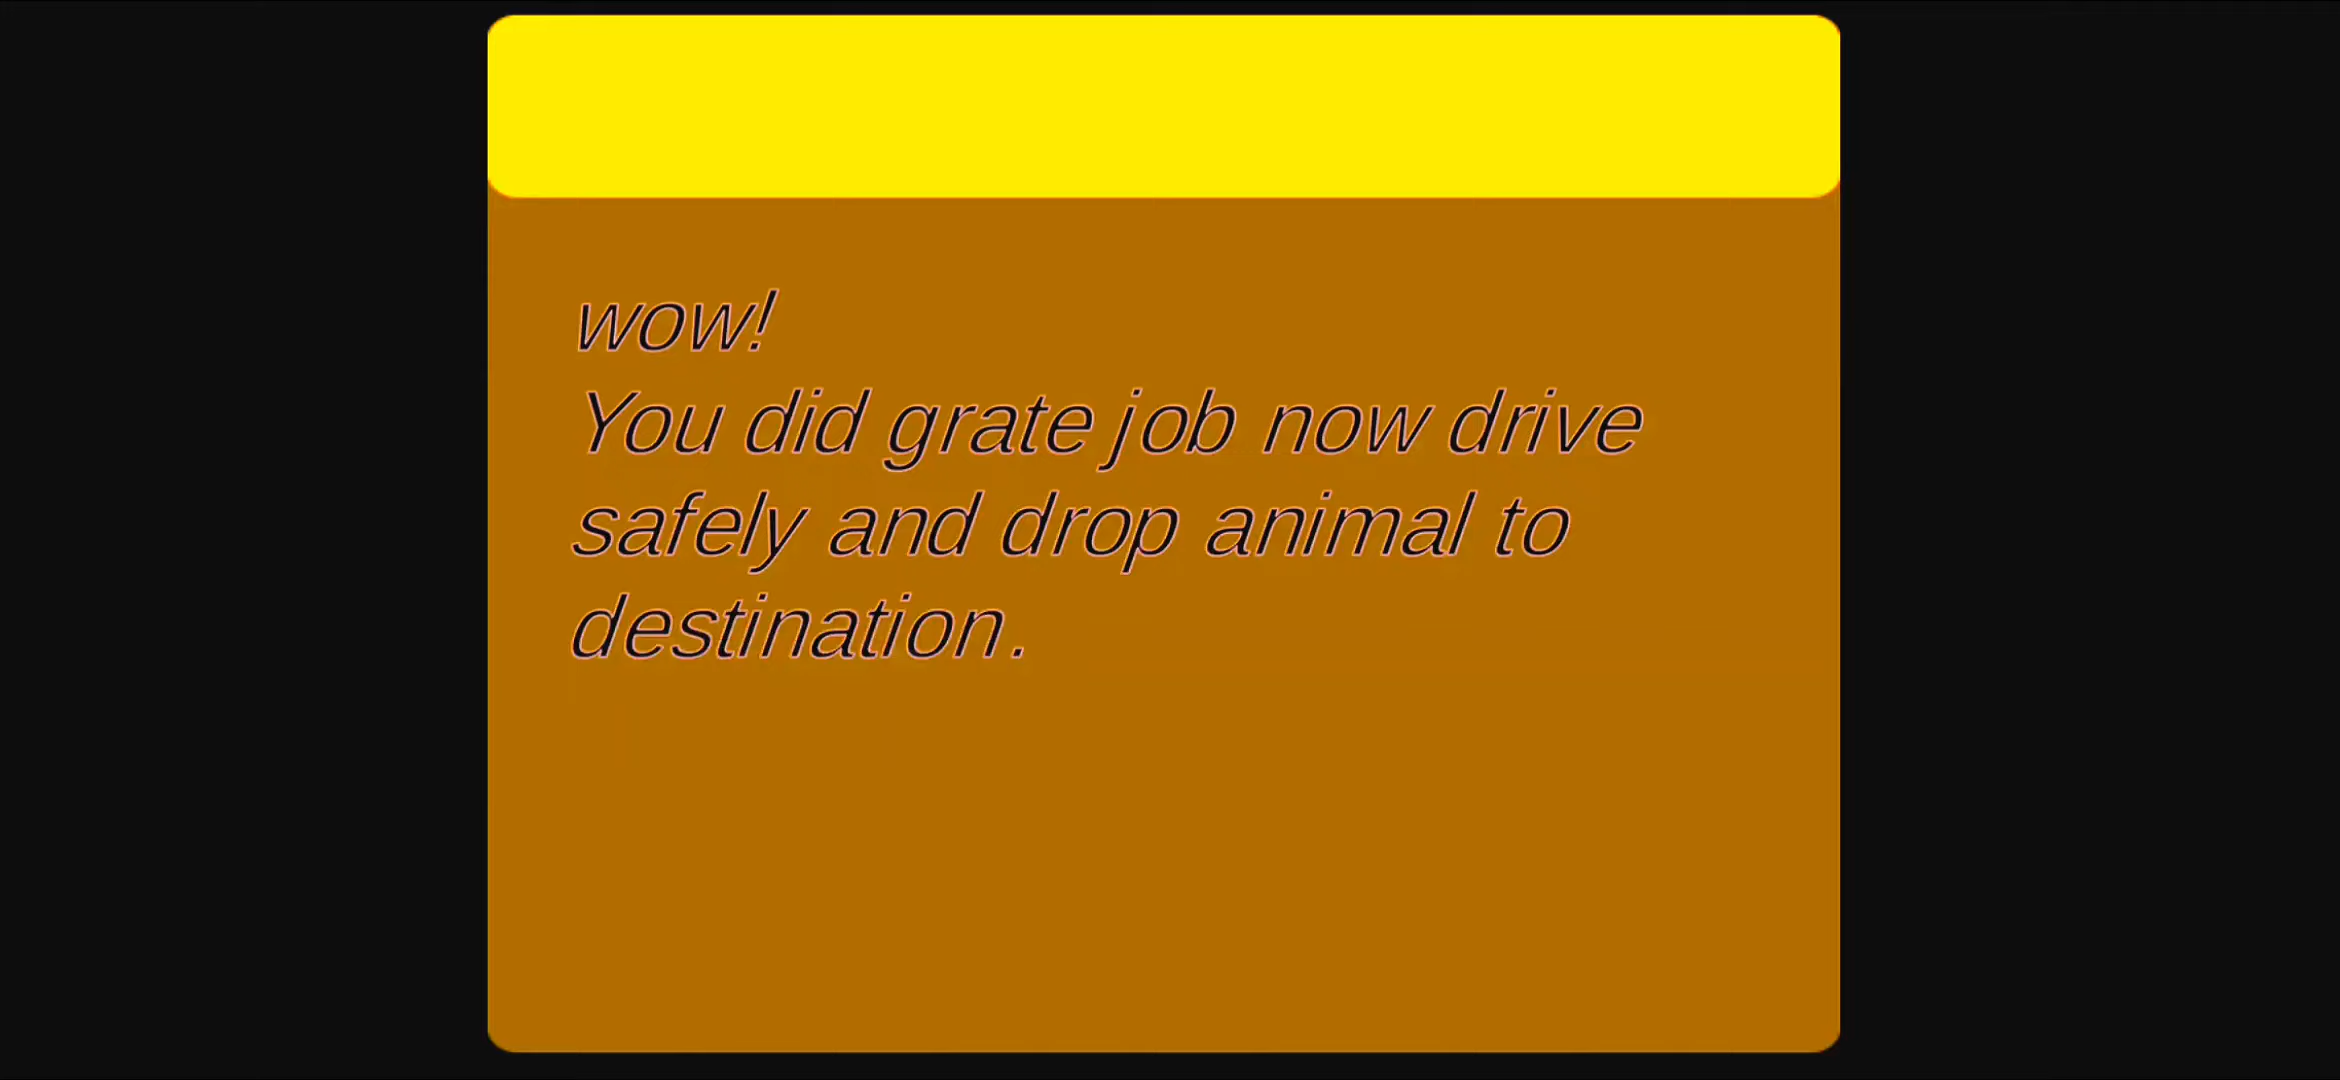 wow!
You did grate job now drive
safely and drop animal to
destination.